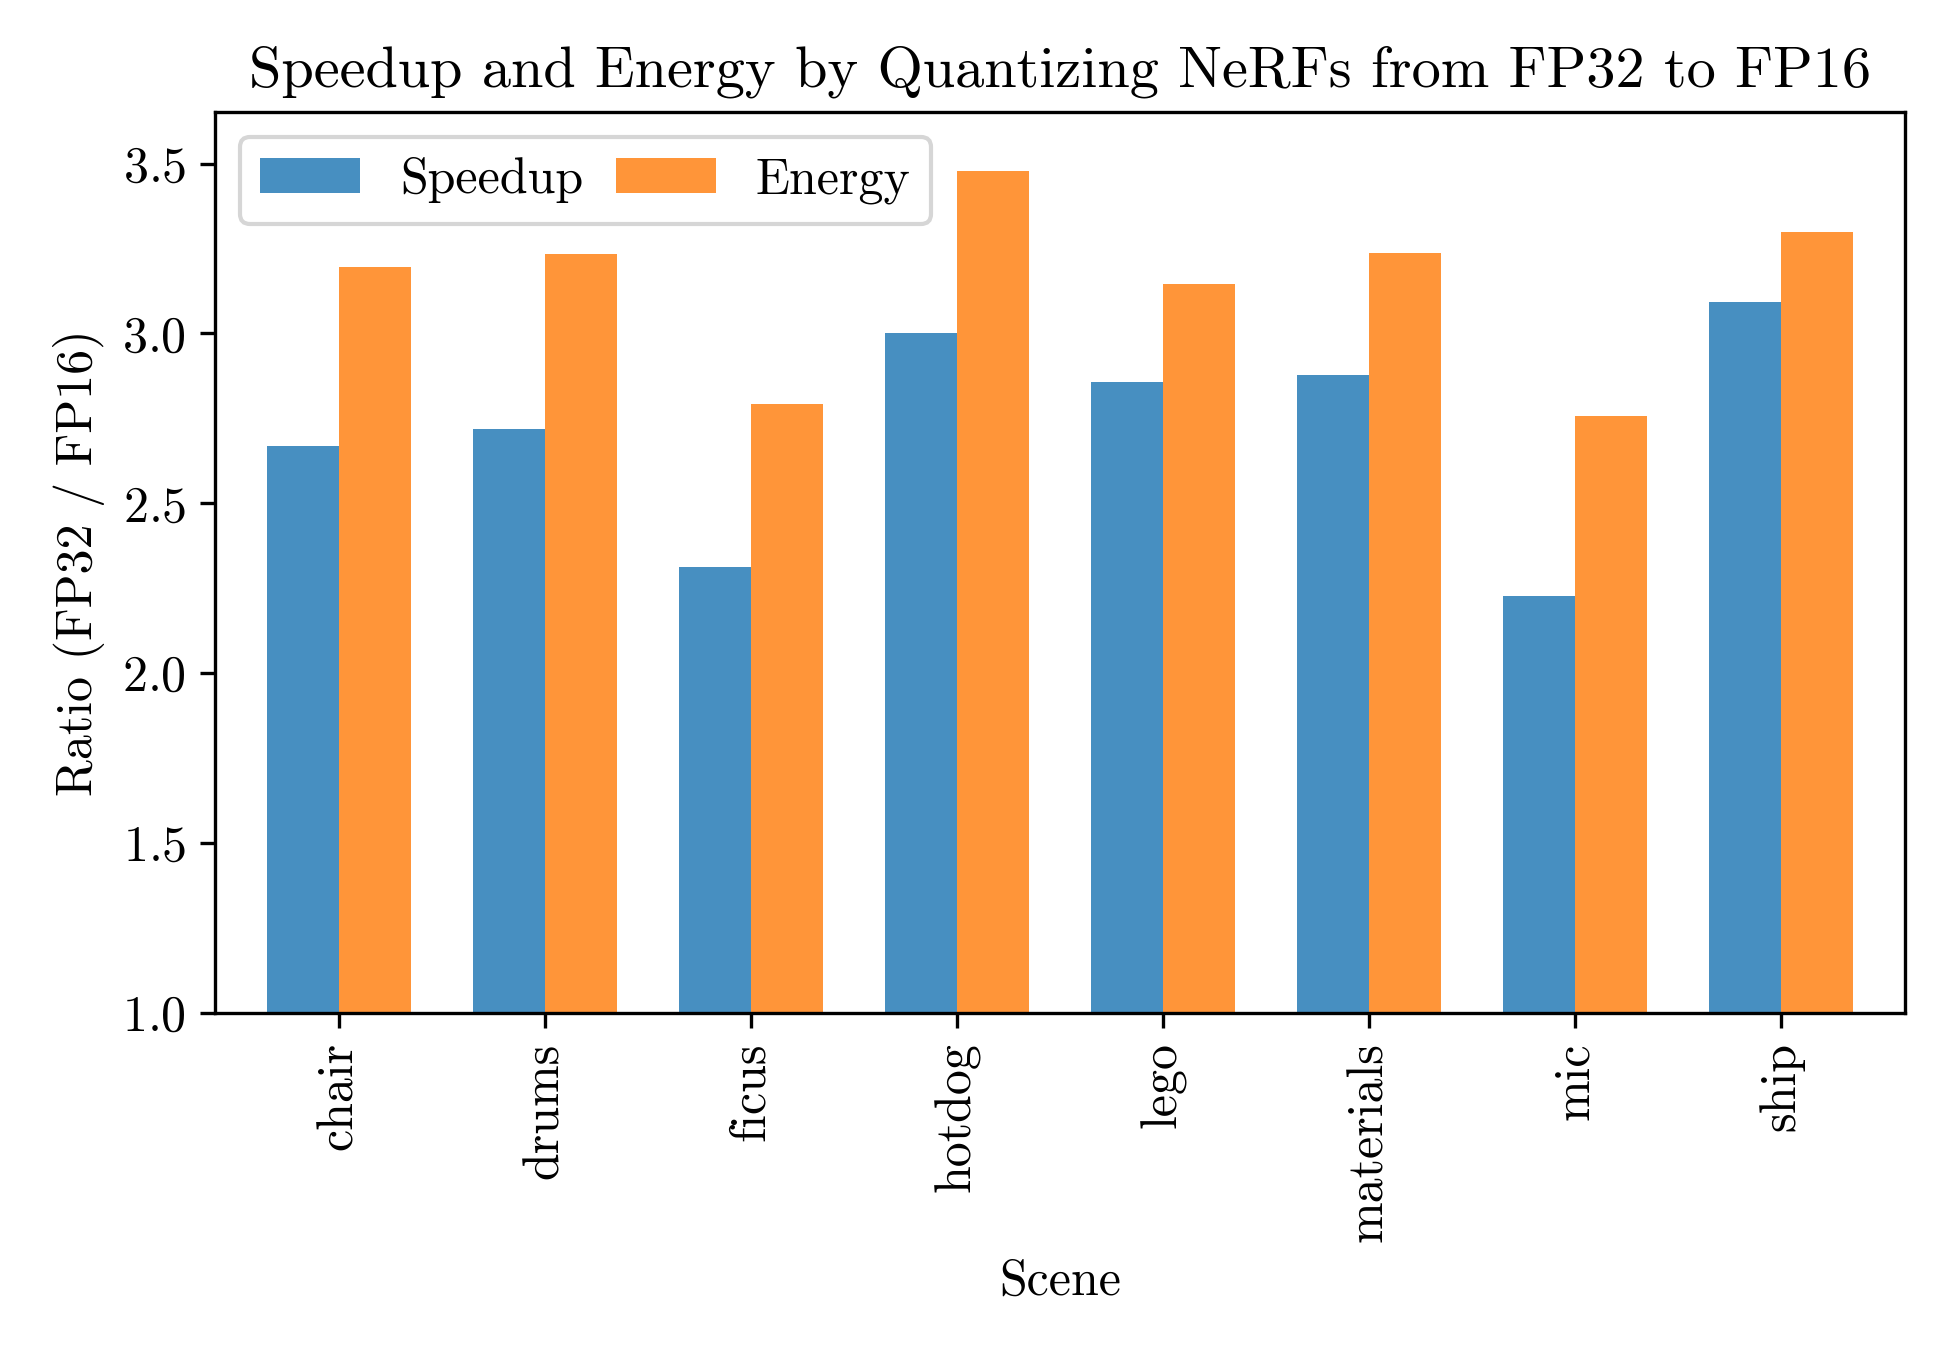 Speedup and Energy by Quantizing NeRFs from FP32 to FP16
Speedup Energy
Ratio (FP32 / FP16)
3.5
3.0
2.5
2.0
1.5
1.0
chair
drums
ficus
hotdog
lego
materials
mic
ship
Scene